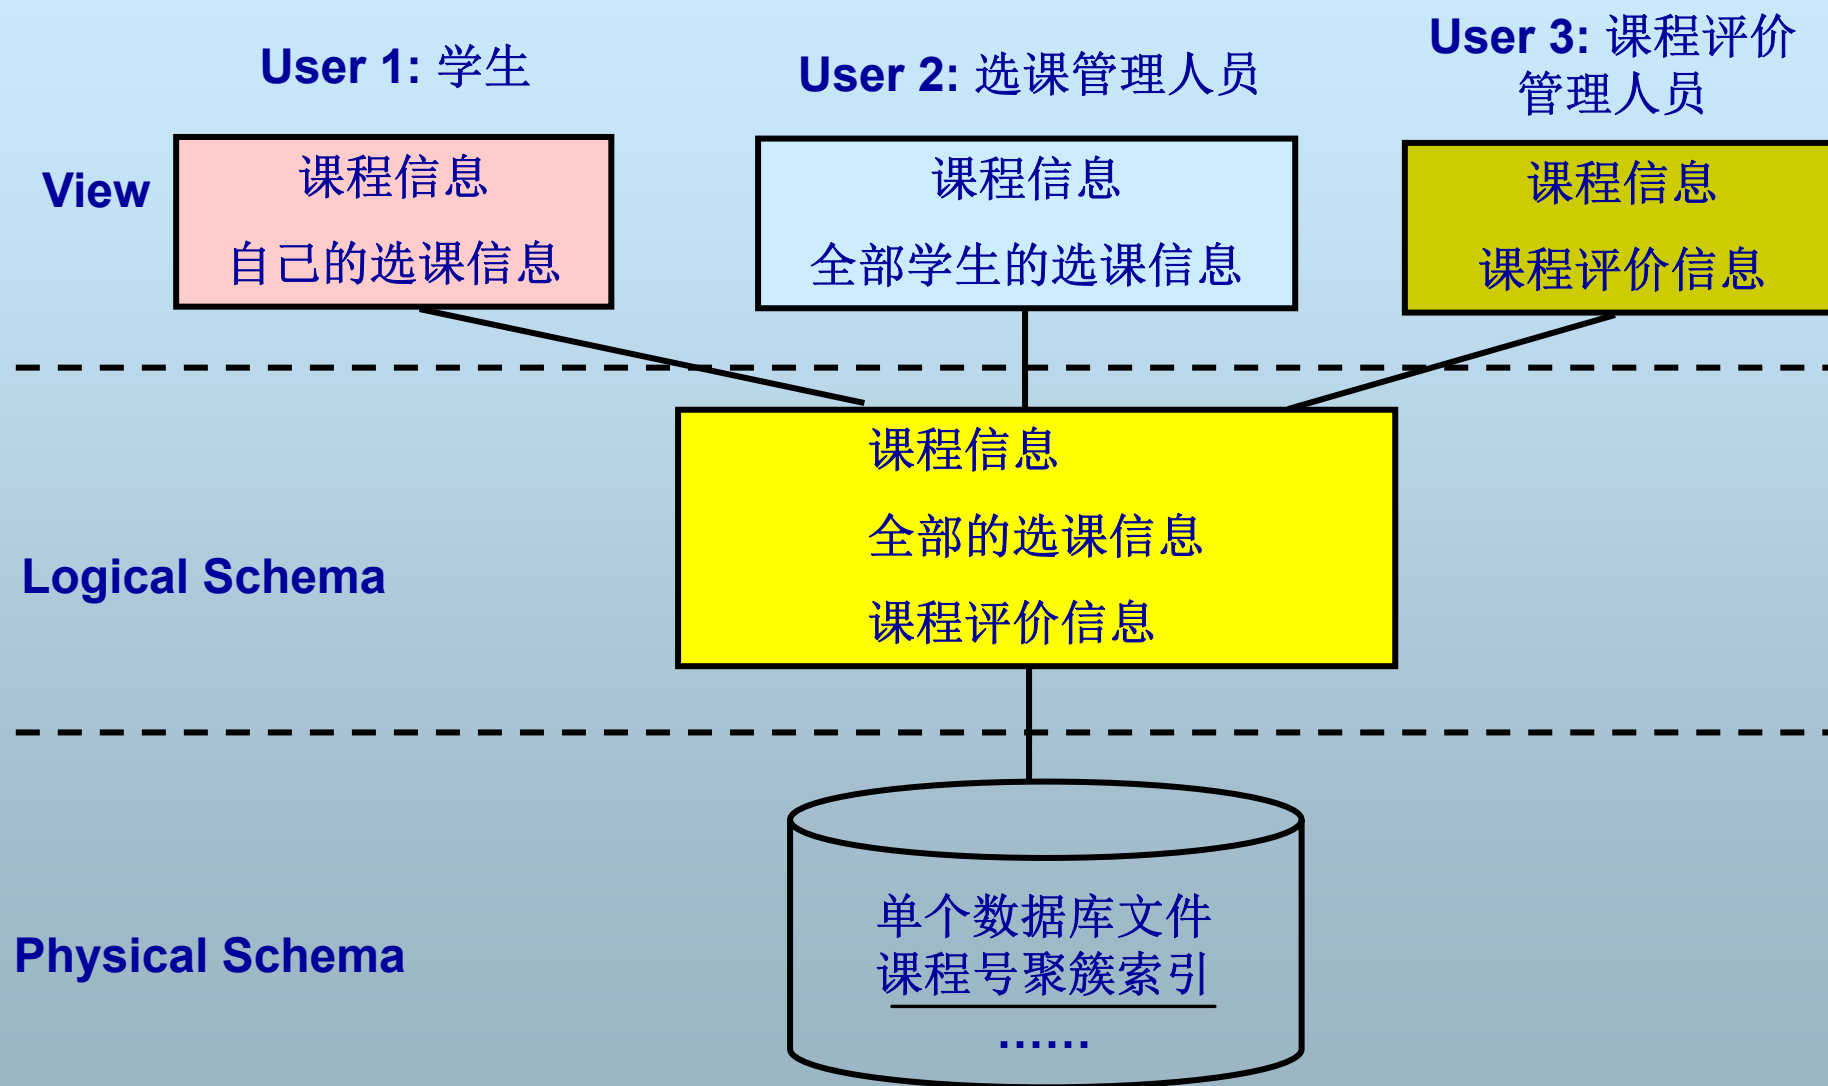 User 1: 学生
User 2: 选课管理人员
User 3: 课程评价
管理人员
View
课程信息
自己的选课信息
课程信息
全部学生的选课信息
课程信息
课程评价信息
Logical Schema
课程信息
全部的选课信息
课程评价信息
Physical Schema
单个数据库文件
课程号聚簇索引
……